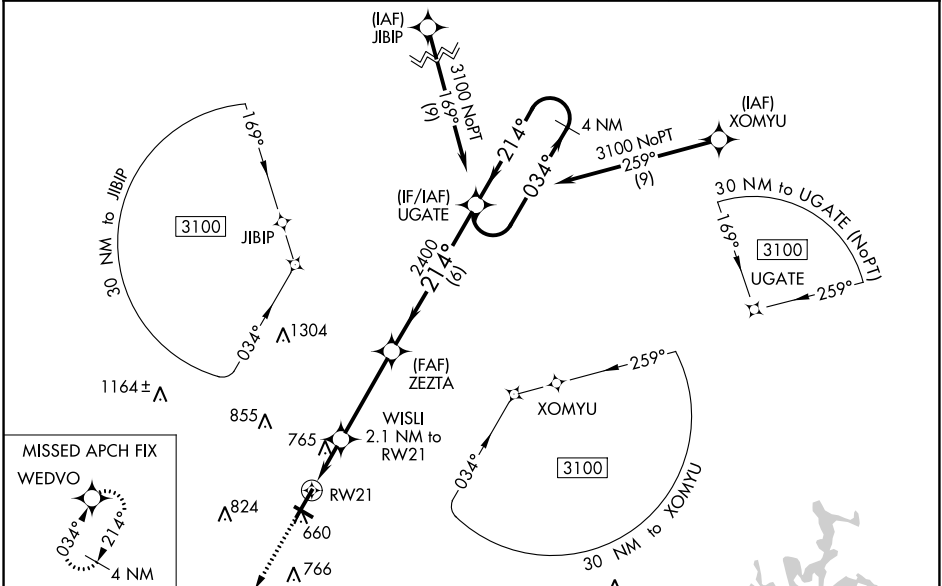 (IAF)
JIBIP
3100 NoPT
169°
(9)
(IAF)
XOMYU
3100 NoPT
259°
(9)
4 NM
214°
034°
(IF/IAF)
UGATE
2400
214°
(6)
30 NM to JIBIP
169°
3100
JIBIP
034°
30 NM to UGATE (NoPT)
169°
3100
UGATE
259°
1304
(FAF)
ZEZTA
1164±
855
WISLI
2.1 NM to
RW21
765
259°
XOMYU
034°
3100
30 NM to XOMYU
MISSED APCH FIX
WEDVO
034°
214°
4 NM
824
RW21
660
766